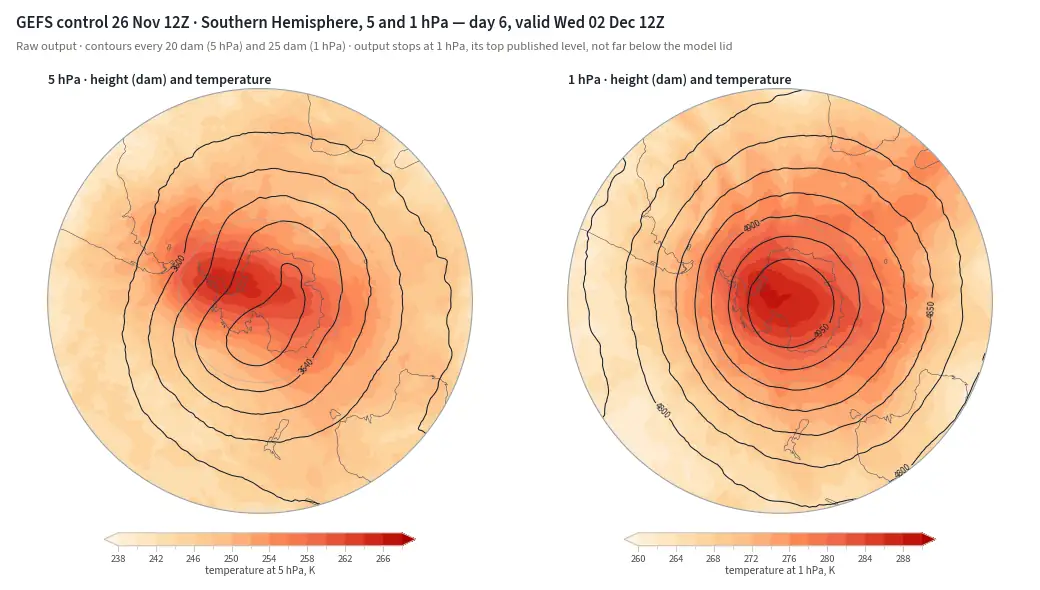 GEFS control 26 Nov 12Z · Southern Hemisphere, 5 and 1 hPa — day 6, valid Wed 02 Dec 12Z
Raw output · contours every 20 dam (5 hPa) and 25 dam (1 hPa) · output stops at 1 hPa, its top published level, not far below the model lid
5 hPa · height (dam) and temperature
3600
3640
238 242 246 250 254 258 262 266
temperature at 5 hPa, K
1 hPa · height (dam) and temperature
4900
4850
4950
4800
4800
260 264 268 272 276 280 284 288
temperature at 1 hPa, K